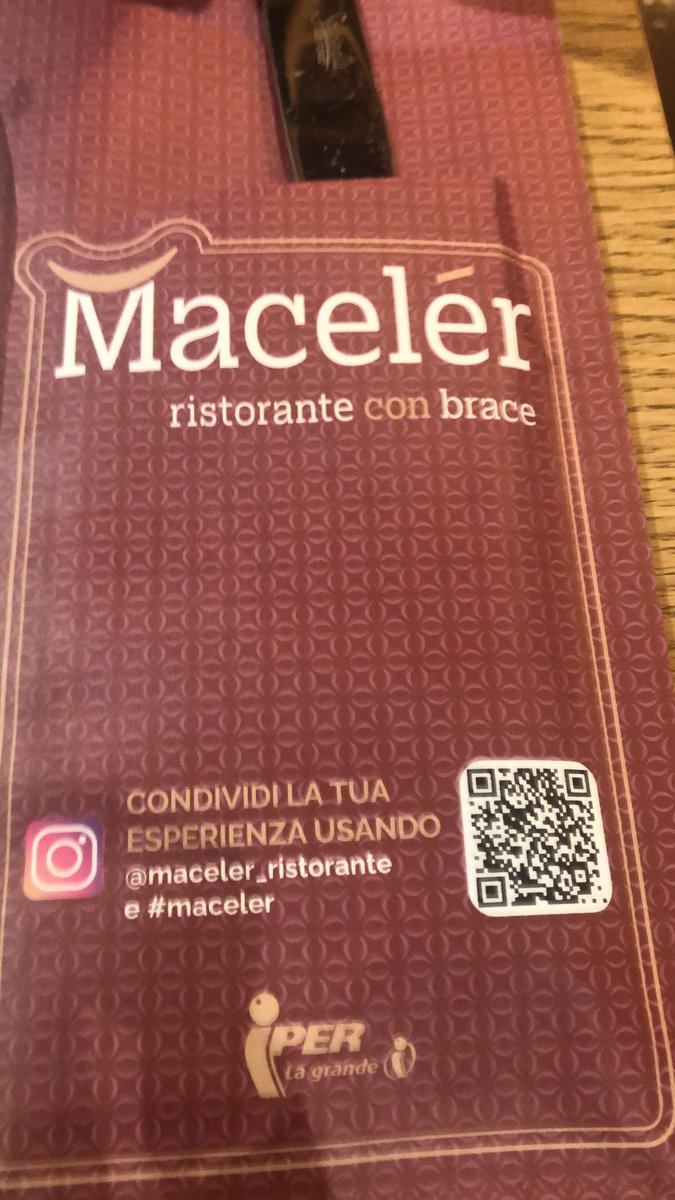 Macelér
ristorante con brace
CONDIVIDI LA TUA
ESPERIENZA USANDO
@maceler_ristorante
e #maceler
iPER
La grande i